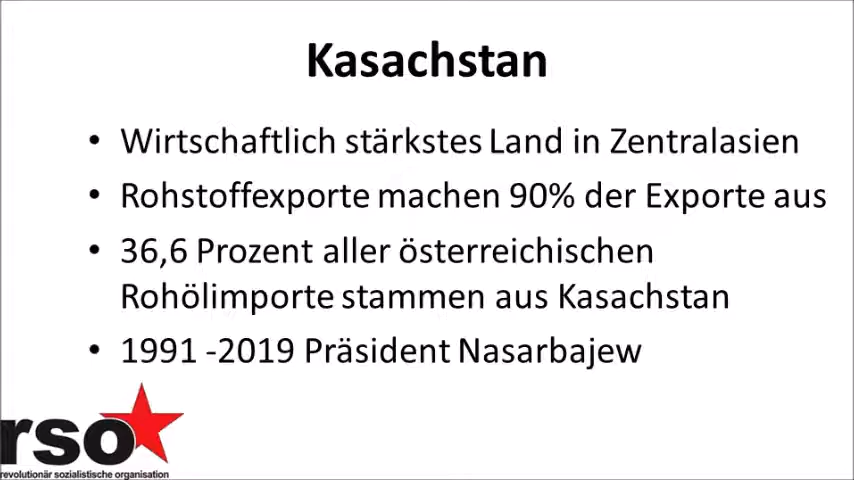 Kasachstan
• Wirtschaftlich stärkstes Land in Zentralasien
• Rohstoffexporte machen 90% der Exporte aus
• 36,6 Prozent aller österreichischen
Rohölimporte stammen aus Kasachstan
• 1991 -2019 Präsident Nasarbajew
rso
revolutionär sozialistische organisation